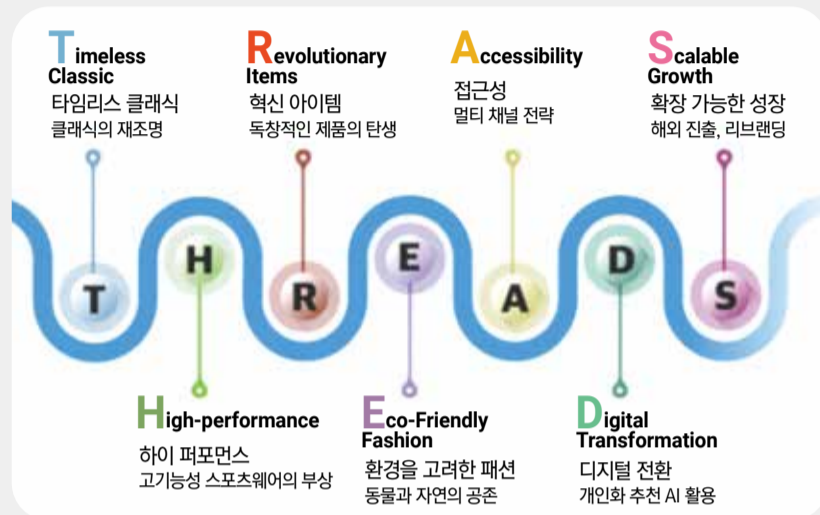 Timeless
Classic
타임리스 클래식
클래식의 재조명
Revolutionary
Items
혁신 아이템
독창적인 제품의 탄생
Accessibility
접근성
멀티 채널 전략
Scalable
Growth
확장 가능한 성장
해외 진출, 리브랜딩
T
H
R
E
A
D
S
High-performance
하이 퍼포먼스
고기능성 스포츠웨어의 부상
Eco-Friendly
Fashion
환경을 고려한 패션
동물과 자연의 공존
Digital
Transformation
디지털 전환
개인화 추천 AI 활용